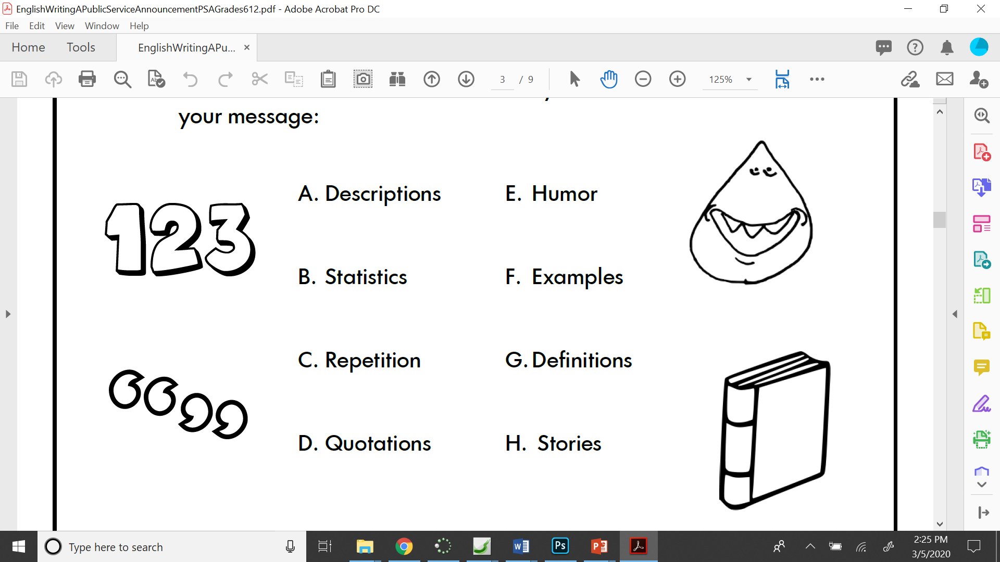 EnglishWritingAPublicServiceAnnouncementPSAGrades612.pdf - Adobe Acrobat Pro DC
File Edit View Window Help
Home Tools EnglishWritingAPu... ×
3 / 9 125%
your message:
A. Descriptions
B. Statistics
C. Repetition
D. Quotations
E. Humor
F. Examples
G. Definitions
H. Stories
123
“ ”
Type here to search
2:25 PM
3/5/2020